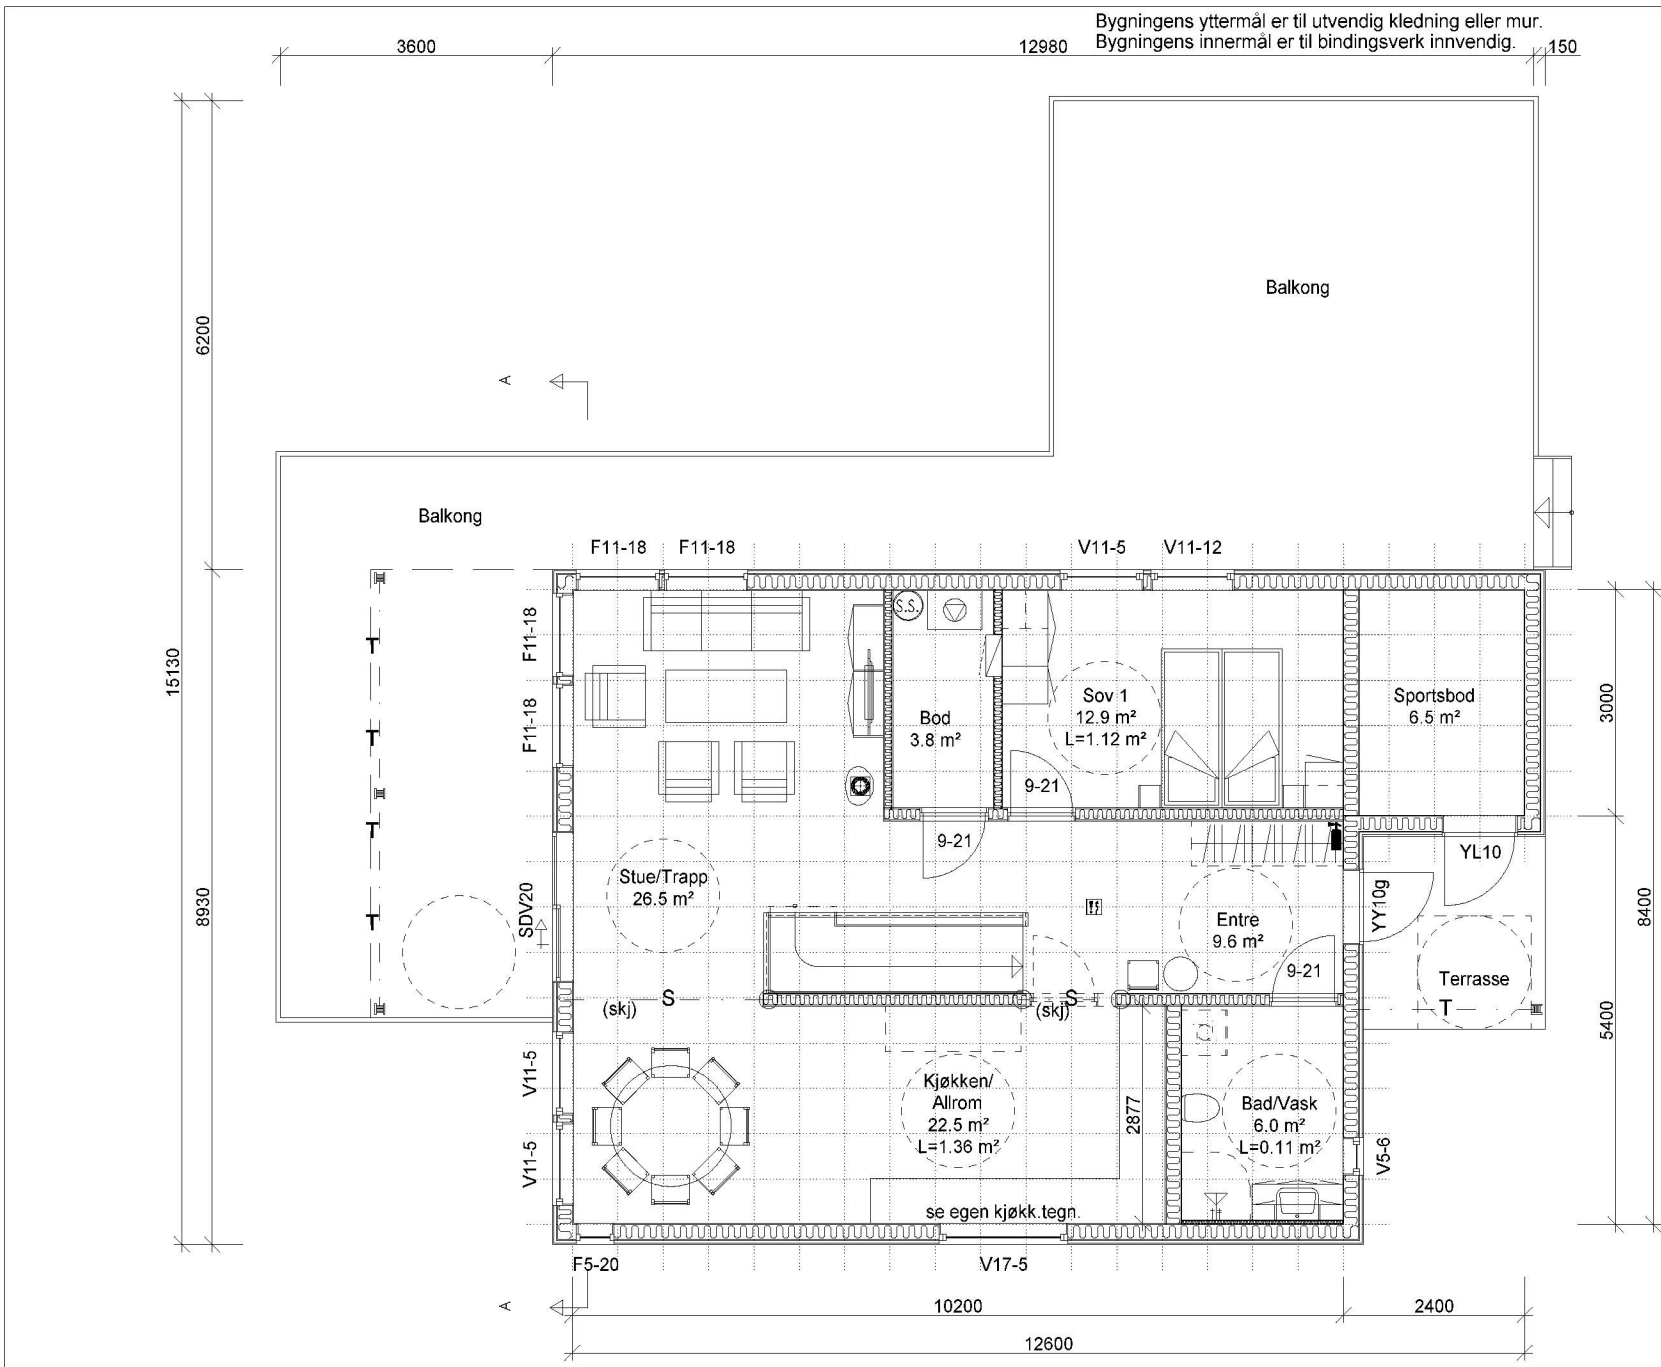 Bygningens yttermål er til utvendig kledning eller mur.
Bygningens innermål er til bindingsverk innvendig.
3600
12980
150
6200
15130
8930
Balkong
A
Balkong
F11-18
F11-18
V11-5
V11-12
F11-18
F11-18
S.S.
Bod
3.8 m²
Sov 1
12.9 m²
L=1.12 m²
Sportsbod
6.5 m²
3000
8400
5400
9-21
9-21
YL10
YY10g
T
T
T
T
Stue/Trapp
26.5 m²
SDV20
Entre
9.6 m²
9-21
Terrasse
T
S
(skj)
S
(skj)
V11-5
V11-5
Kjøkken/
Allrom
22.5 m²
L=1.36 m²
2877
Bad/Vask
6.0 m²
L=0.11 m²
V5-6
se egen kjøkk.tegn.
F5-20
V17-5
A
10200
2400
12600